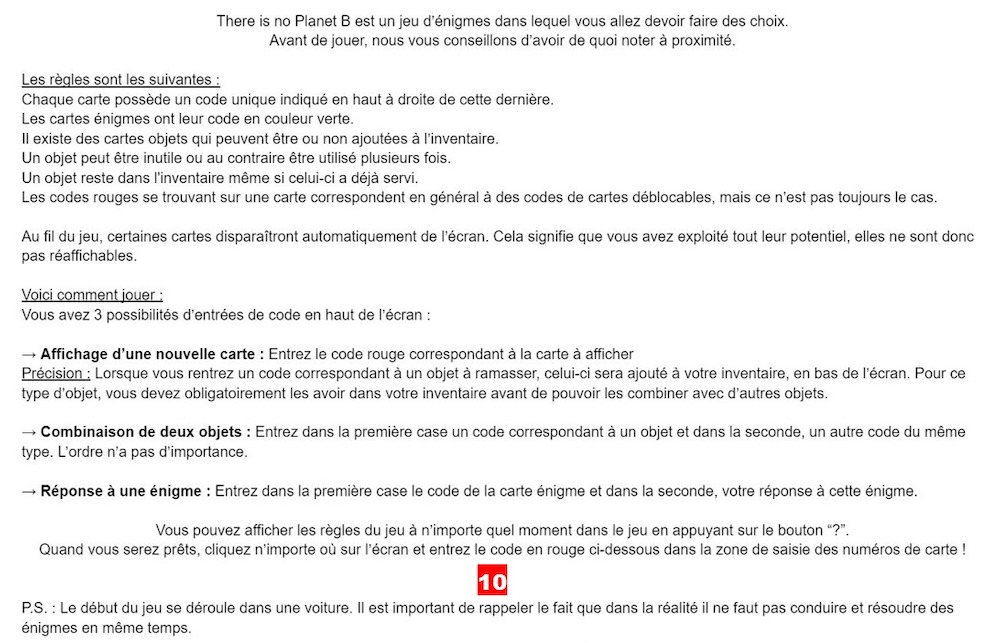 There is no Planet B est un jeu d’énigmes dans lequel vous allez devoir faire des choix.
Avant de jouer, nous vous conseillons d’avoir de quoi noter à proximité.
Les règles sont les suivantes :
Chaque carte possède un code unique indiqué en haut à droite de cette dernière.
Les cartes énigmes ont leur code en couleur verte.
Il existe des cartes objets qui peuvent être ou non ajoutées à l’inventaire.
Un objet peut être inutile ou au contraire être utilisé plusieurs fois.
Un objet reste dans l'inventaire même si celui-ci a déjà servi.
Les codes rouges se trouvant sur une carte correspondent en général à des codes de cartes déblocables, mais ce n’est pas toujours le cas.
Au fil du jeu, certaines cartes disparaîtront automatiquement de l’écran. Cela signifie que vous avez exploité tout leur potentiel, elles ne sont donc
pas réaffichables.
Voici comment jouer :
Vous avez 3 possibilités d’entrées de code en haut de l’écran :
→ Affichage d’une nouvelle carte : Entrez le code rouge correspondant à la carte à afficher
Précision : Lorsque vous rentrez un code correspondant à un objet à ramasser, celui-ci sera ajouté à votre inventaire, en bas de l’écran. Pour ce
type d’objet, vous devez obligatoirement les avoir dans votre inventaire avant de pouvoir les combiner avec d’autres objets.
→ Combinaison de deux objets : Entrez dans la première case un code correspondant à un objet et dans la seconde, un autre code du même
type. L’ordre n’a pas d’importance.
→ Réponse à une énigme : Entrez dans la première case le code de la carte énigme et dans la seconde, votre réponse à cette énigme.
Vous pouvez afficher les règles du jeu à n’importe quel moment dans le jeu en appuyant sur le bouton “?”.
Quand vous serez prêts, cliquez n’importe où sur l’écran et entrez le code en rouge ci-dessous dans la zone de saisie des numéros de carte !
10
P.S. : Le début du jeu se déroule dans une voiture. Il est important de rappeler le fait que dans la réalité il ne faut pas conduire et résoudre des
énigmes en même temps.